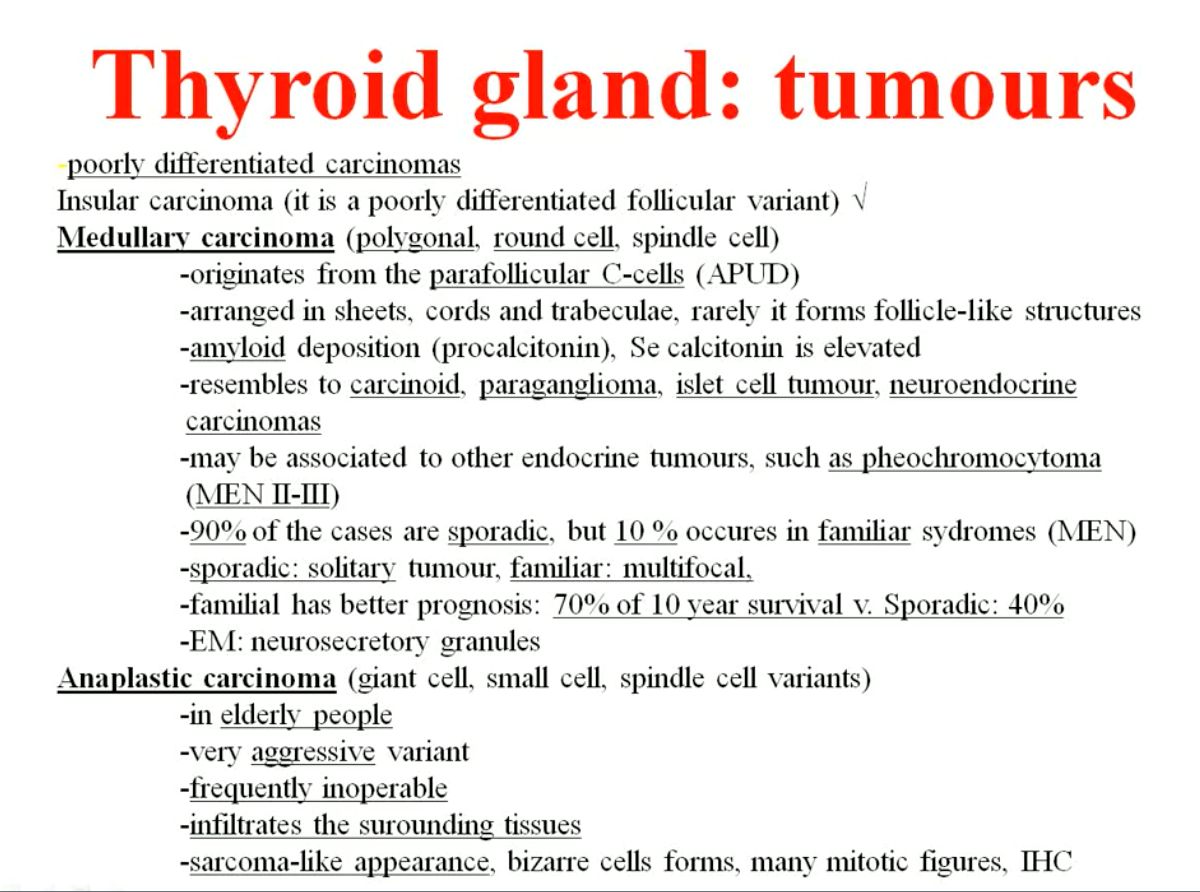 Thyroid gland: tumours
-poorly differentiated carcinomas
Insular carcinoma (it is a poorly differentiated follicular variant) √
Medullary carcinoma (polygonal, round cell, spindle cell)
-originates from the parafollicular C-cells (APUD)
-arranged in sheets, cords and trabeculae, rarely it forms follicle-like structures
-amyloid deposition (procalcitonin), Se calcitonin is elevated
-resembles to carcinoid, paraganglioma, islet cell tumour, neuroendocrine
carcinomas
-may be associated to other endocrine tumours, such as pheochromocytoma
(MEN II-III)
-90% of the cases are sporadic, but 10 % occures in familiar sydromes (MEN)
-sporadic: solitary tumour, familiar: multifocal,
-familial has better prognosis: 70% of 10 year survival v. Sporadic: 40%
-EM: neurosecretory granules
Anaplastic carcinoma (giant cell, small cell, spindle cell variants)
-in elderly people
-very aggressive variant
-frequently inoperable
-infiltrates the surounding tissues
-sarcoma-like appearance, bizarre cells forms, many mitotic figures, IHC